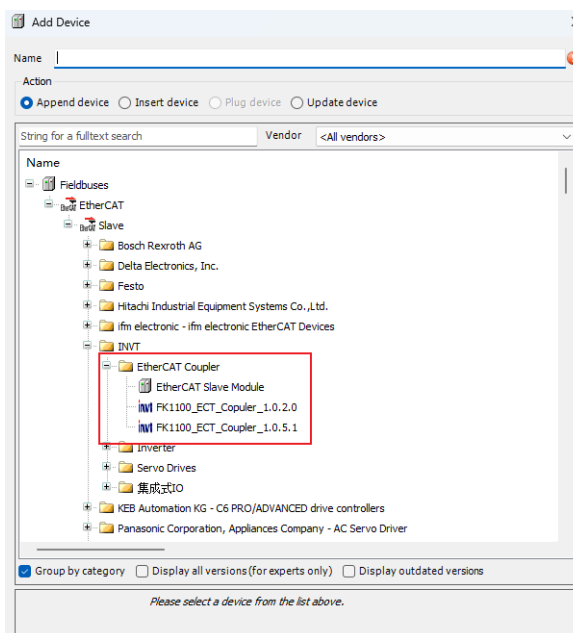 Add Device
Name
Action
Append device Insert device Plug device Update device
String for a fulltext search Vendor <All vendors>
Name
Fieldbuses
EtherCAT
Slave
Bosch Rexroth AG
Delta Electronics, Inc.
Festo
Hitachi Industrial Equipment Systems Co.,Ltd.
ifm electronic - ifm electronic EtherCAT Devices
INVT
EtherCAT Coupler
EtherCAT Slave Module
invt FK1100_ECT_Copuler_1.0.2.0
invt FK1100_ECT_Coupler_1.0.5.1
Inverter
Servo Drives
集成式IO
KEB Automation KG - C6 PRO/ADVANCED drive controllers
Panasonic Corporation, Appliances Company - AC Servo Driver
Group by category Display all versions (for experts only) Display outdated versions
Please select a device from the list above.